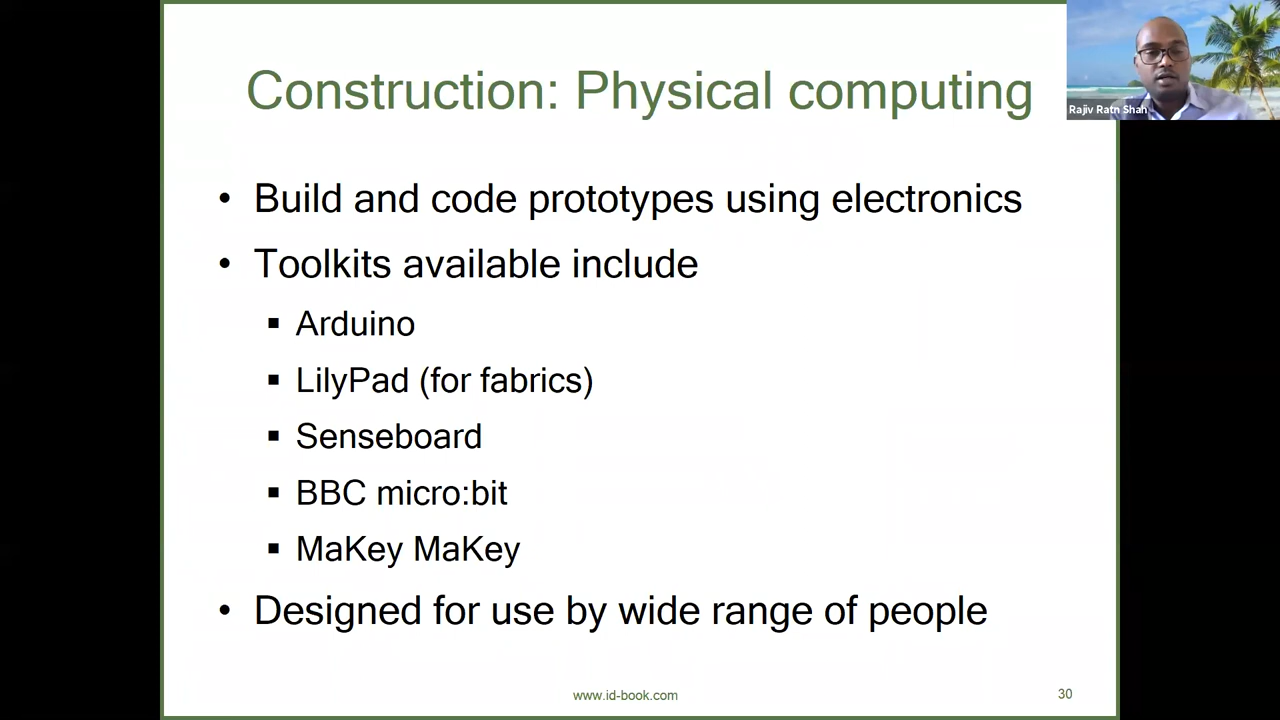 Construction: Physical computing
Rajiv Ratn Shah
• Build and code prototypes using electronics
• Toolkits available include
▪ Arduino
▪ LilyPad (for fabrics)
▪ Senseboard
▪ BBC micro:bit
▪ MaKey MaKey
• Designed for use by wide range of people
www.id-book.com
30